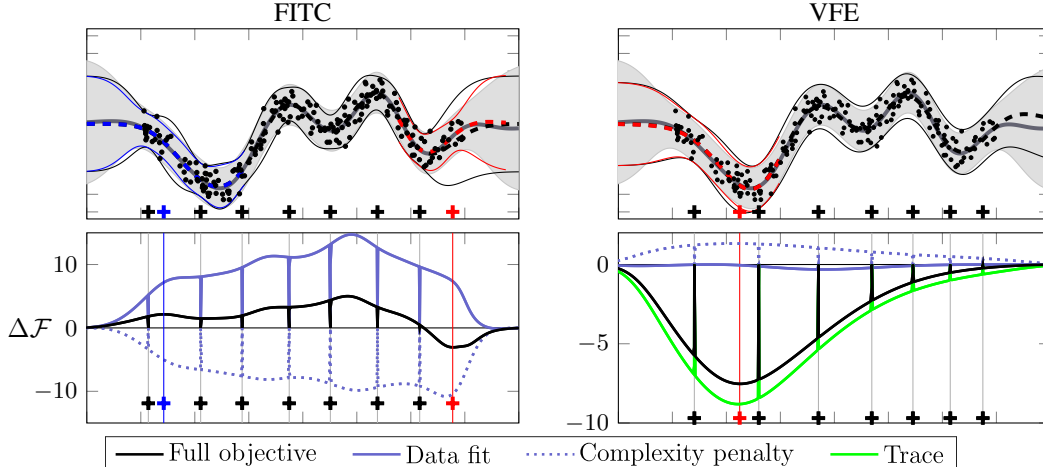 FITC
VFE
10
0
−10
ΔF
0
−5
−10
Full objective
Data fit
Complexity penalty
Trace